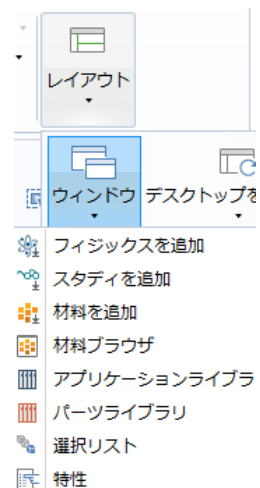 レイアウト
ウィンドウ
デスクトップを
フィジックスを追加
スタディを追加
材料を追加
材料ブラウザ
アプリケーションライブラ
パーツライブラリ
選択リスト
特性